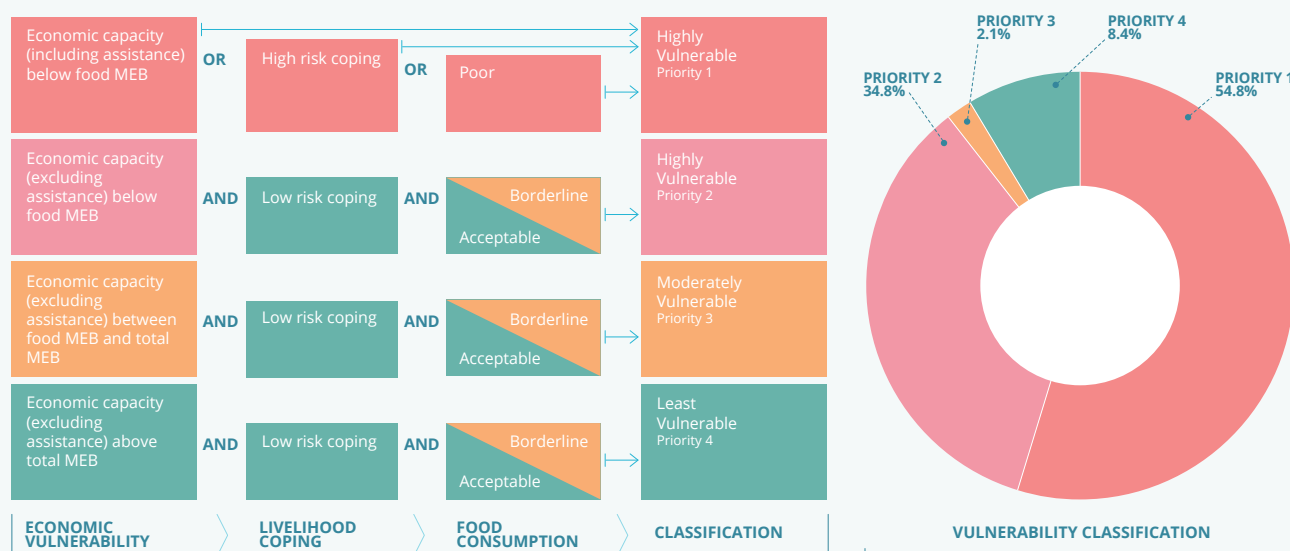 Economic capacity
(including assistance)
below food MEB
OR
High risk coping
OR
Poor
Highly
Vulnerable
Priority 1
Economic capacity
(excluding
assistance) below
food MEB
AND
Low risk coping
AND
Borderline
Acceptable
Highly
Vulnerable
Priority 2
Economic capacity
(excluding
assistance) between
food MEB and total
MEB
AND
Low risk coping
AND
Borderline
Acceptable
Moderately
Vulnerable
Priority 3
Economic capacity
(excluding
assistance) above
total MEB
AND
Low risk coping
AND
Borderline
Acceptable
Least
Vulnerable
Priority 4
ECONOMIC
VULNERABILITY
LIVELIHOOD
COPING
FOOD
CONSUMPTION
CLASSIFICATION
PRIORITY 3
2.1%
PRIORITY 4
8.4%
PRIORITY 2
34.8%
PRIORITY 1
54.8%
VULNERABILITY CLASSIFICATION